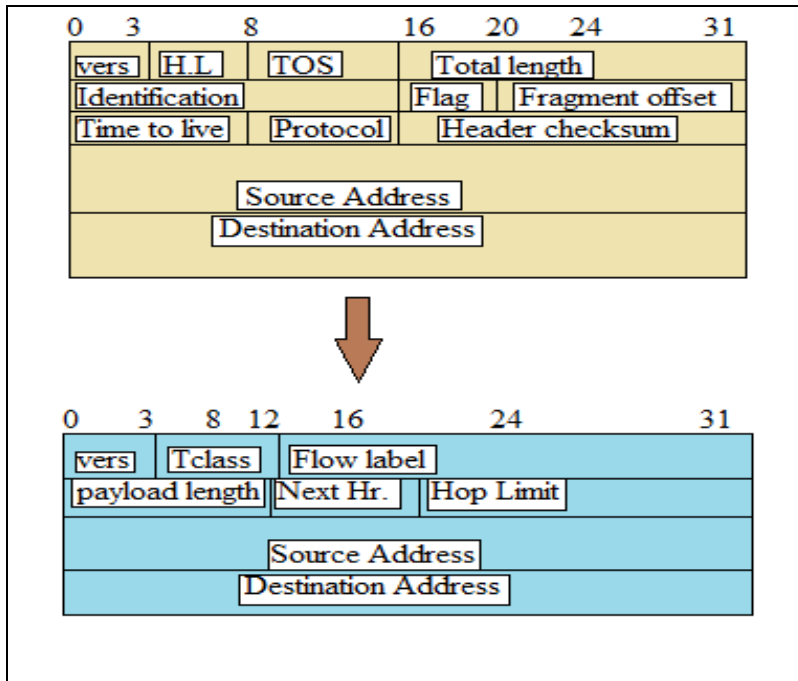 0 3 8 16 20 24 31
vers H.L TOS Total length
Identification Flag Fragment offset
Time to live Protocol Header checksum
Source Address
Destination Address
0 3 8 12 16 24 31
vers Tclass Flow label
payload length Next Hr. Hop Limit
Source Address
Destination Address